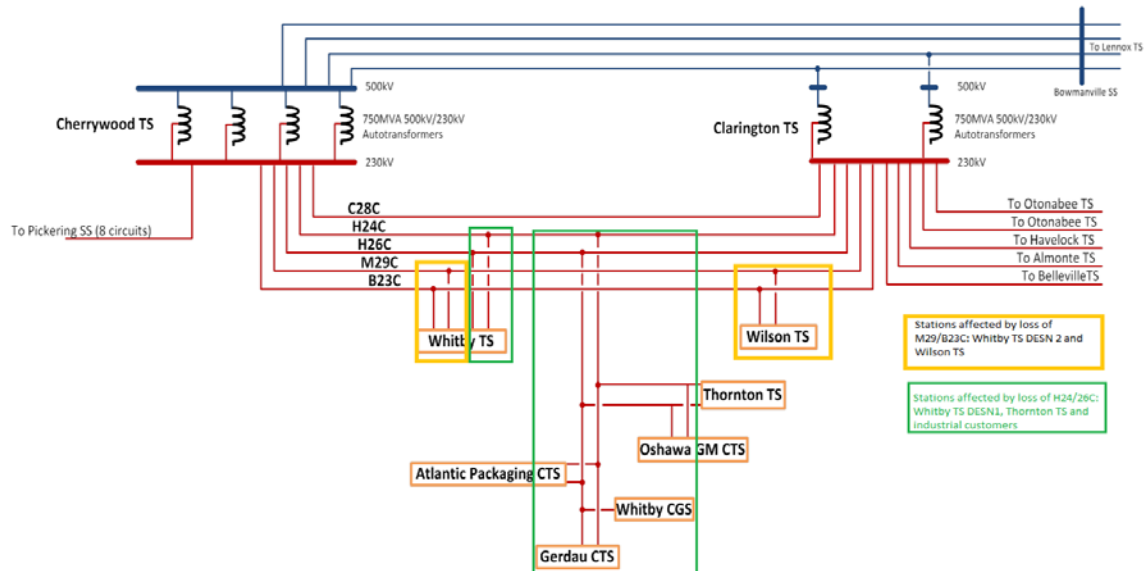 To Lennox TS
500kV
500kV
Bowmanville SS
Cherrywood TS
750MVA 500kV/230kV
Autotransformers
Clarington TS
750MVA 500kV/230kV
Autotransformers
230kV
230kV
C28C
To Otonabee TS
To Pickering SS (8 circuits)
H24C
To Otonabee TS
H26C
To Havelock TS
M29C
To Almonte TS
B23C
To BellevilleTS
Whitby TS
Wilson TS
Stations affected by loss of
M29/B23C: Whitby TS DESN 2 and
Wilson TS
Thornton TS
Stations affected by loss of H24/26C:
Whitby TS DESN1, Thornton TS and
industrial customers
Oshawa GM CTS
Atlantic Packaging CTS
Whitby CGS
Gerdau CTS